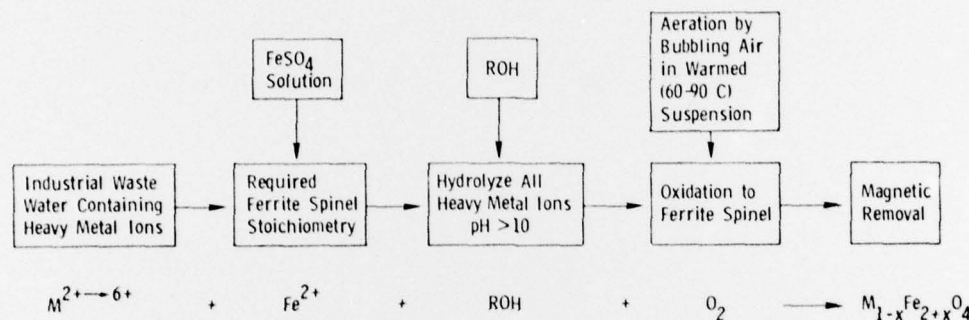 FeSO4
Solution
ROH
Aeration by
Bubbling Air
in Warmed
(60-90 C)
Suspension
Industrial Waste
Water Containing
Heavy Metal Ions
Required
Ferrite Spinel
Stoichiometry
Hydrolyze All
Heavy Metal Ions
pH >10
Oxidation to
Ferrite Spinel
Magnetic
Removal
M2+→6+ + Fe2+ + ROH + O2 → M1-xFe2+xO4